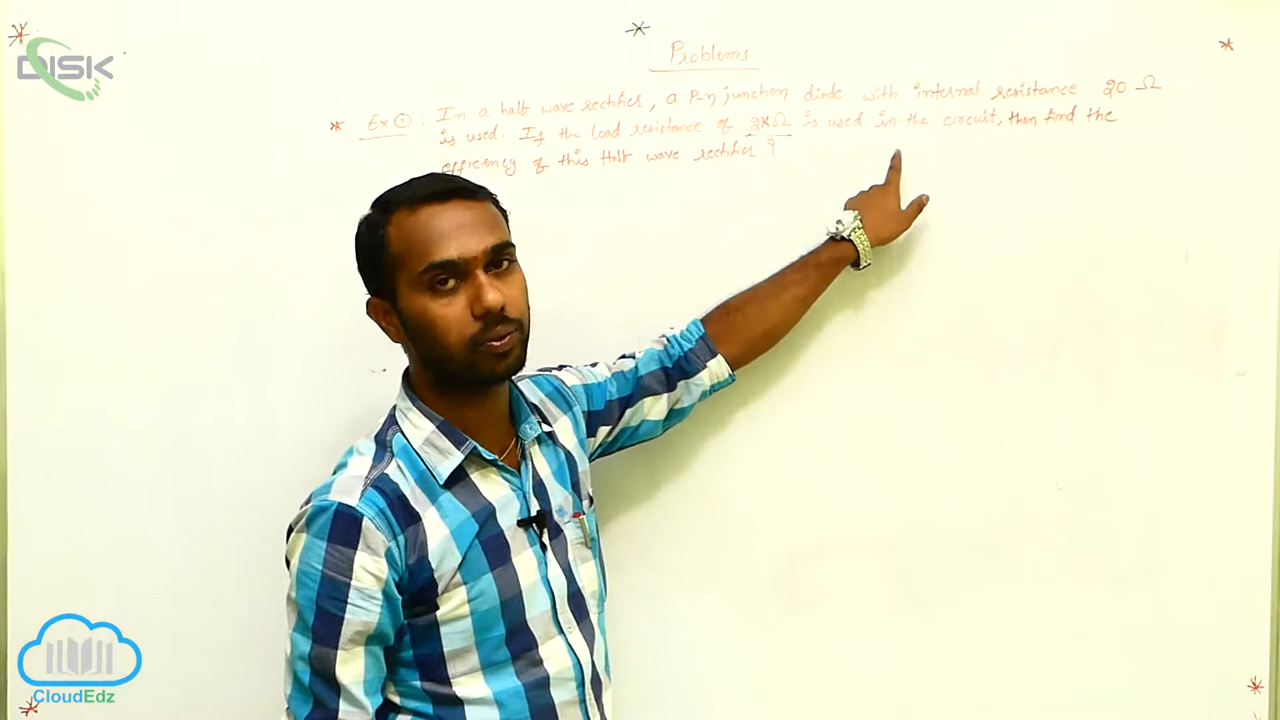 DISK
Problems
* Ex ① : In a half wave rectifier, a P-n junction diode with internal resistance 20 Ω
is used. If the Load resistance of 2KΩ is used in the circuit, then find the
efficiency of this Half wave rectifier.?
CloudEdz